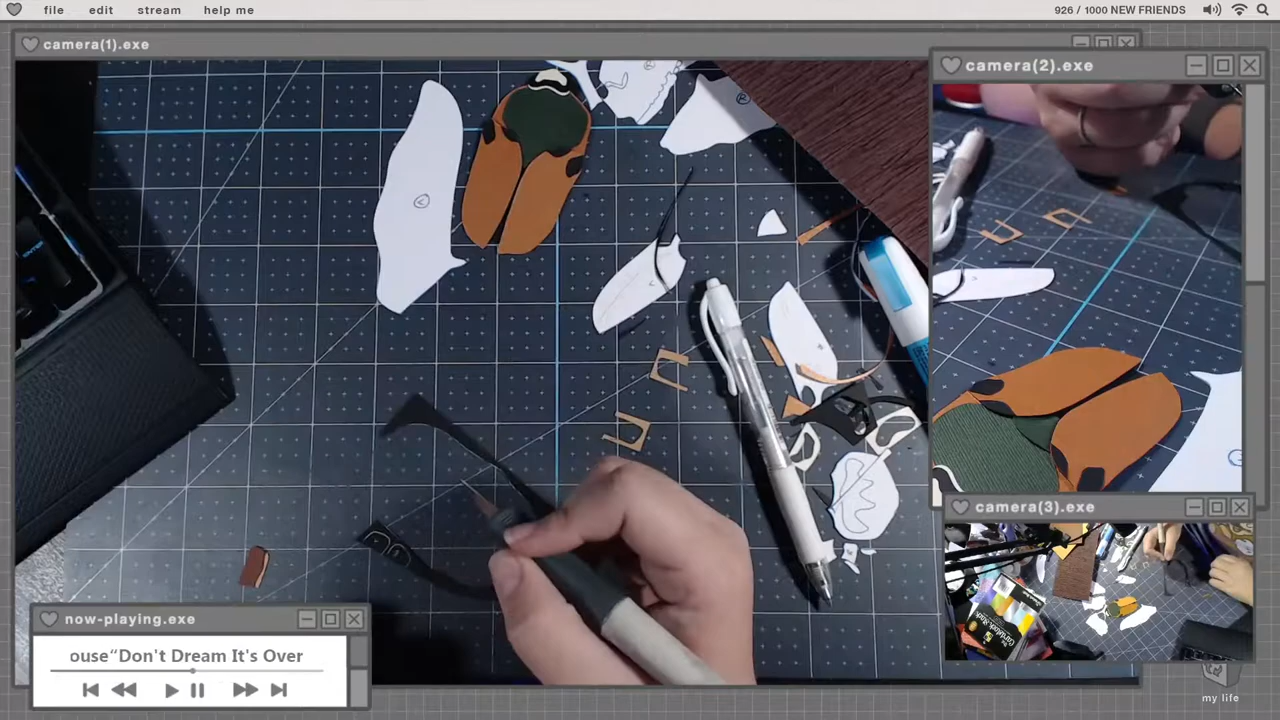 file edit stream help me
926 / 1000 NEW FRIENDS
camera(1).exe
camera(2).exe
camera(3).exe
now-playing.exe
ouse“Don't Dream It's Over
my life